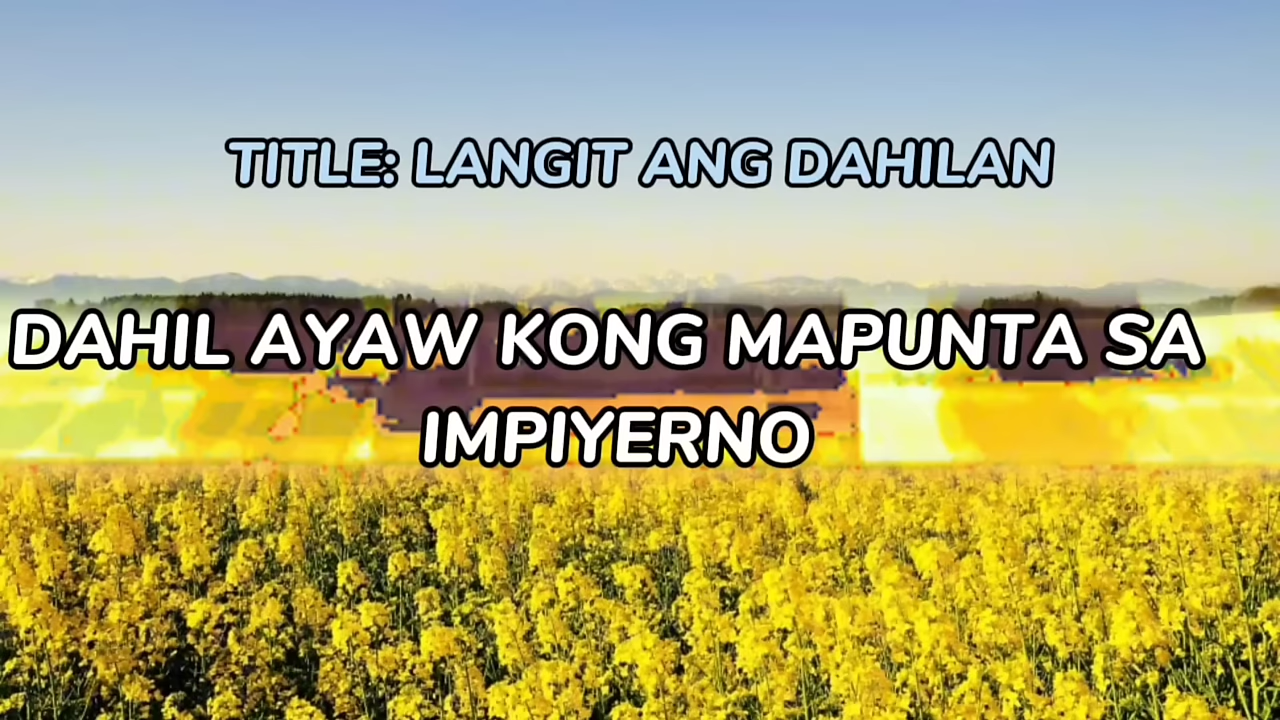 TITLE: LANGIT ANG DAHILAN
DAHIL AYAW KONG MAPUNTA SA
IMPIYERNO